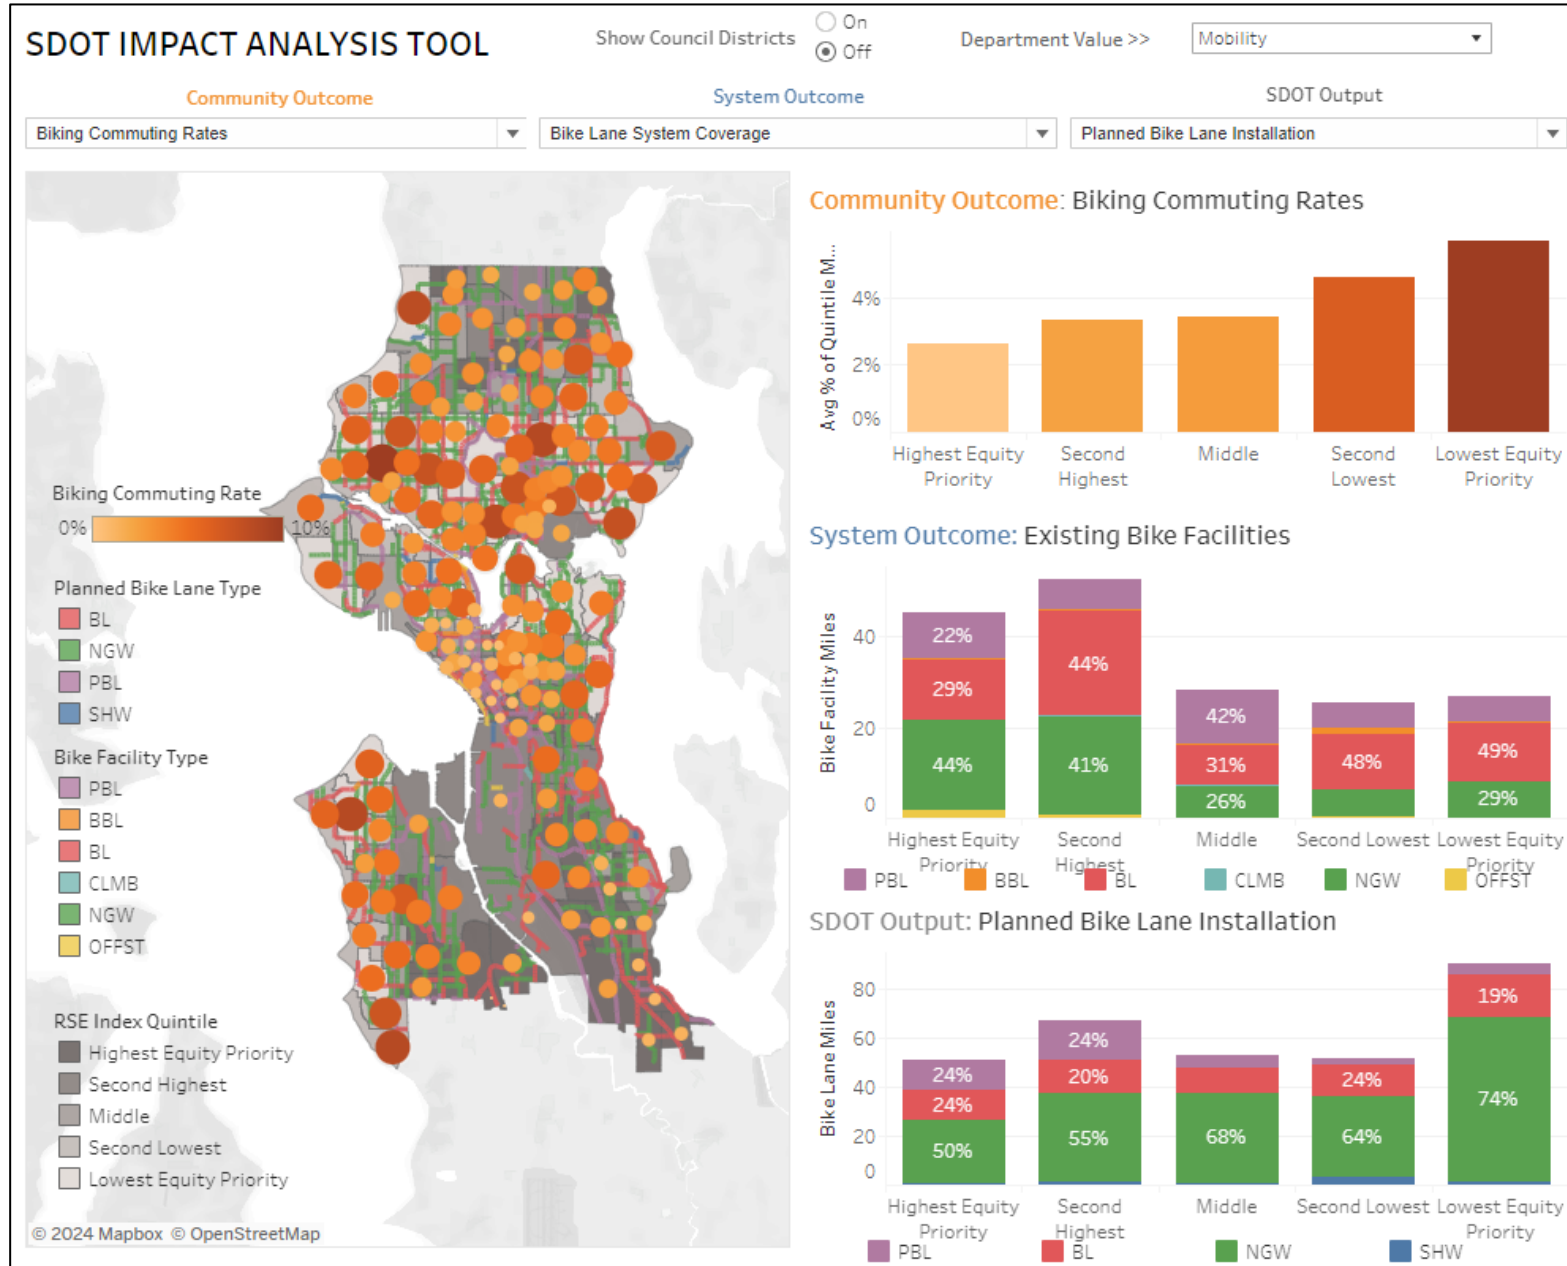 SDOT IMPACT ANALYSIS TOOL
Show Council Districts
On
Off
Department Value >>
Mobility
Community Outcome
System Outcome
SDOT Output
Biking Commuting Rates
Bike Lane System Coverage
Planned Bike Lane Installation
Biking Commuting Rate
0%
10%
Planned Bike Lane Type
BL
NGW
PBL
SHW
Bike Facility Type
PBL
BBL
BL
CLMB
NGW
OFFST
RSE Index Quintile
Highest Equity Priority
Second Highest
Middle
Second Lowest
Lowest Equity Priority
© 2024 Mapbox © OpenStreetMap
Community Outcome: Biking Commuting Rates
Avg % of Quintile M...
4%
2%
0%
Highest Equity
Priority
Second
Highest
Middle
Second
Lowest
Lowest Equity
Priority
System Outcome: Existing Bike Facilities
Bike Facility Miles
40
20
0
22%
29%
44%
44%
41%
42%
31%
26%
48%
49%
29%
Highest Equity
Priority
Second
Highest
Middle
Second Lowest
Lowest Equity
Priority
PBL
BBL
BL
CLMB
NGW
OFFST
SDOT Output: Planned Bike Lane Installation
Bike Lane Miles
80
60
40
20
0
24%
24%
50%
24%
20%
55%
68%
24%
64%
19%
74%
Highest Equity
Priority
Second
Highest
Middle
Second Lowest
Lowest Equity
Priority
PBL
BL
NGW
SHW